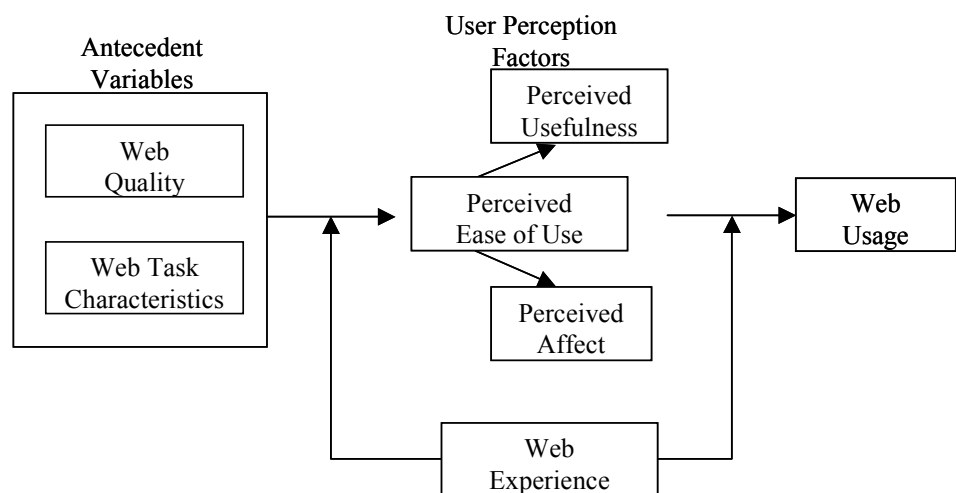 Antecedent
Variables
Web
Quality
Web Task
Characteristics
User Perception
Factors
Perceived
Usefulness
Perceived
Ease of Use
Perceived
Affect
Web
Usage
Web
Experience